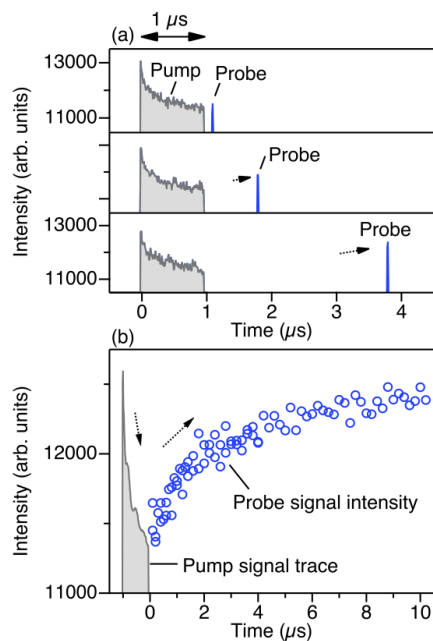 1 µs
(a)
13000
Pump
Probe
11000
Probe
13000
Probe
11000
0 1 2 3 4
Time (µs)
Intensity (arb. units)
(b)
12000
Probe signal intensity
Pump signal trace
11000
0 2 4 6 8 10
Time (µs)
Intensity (arb. units)